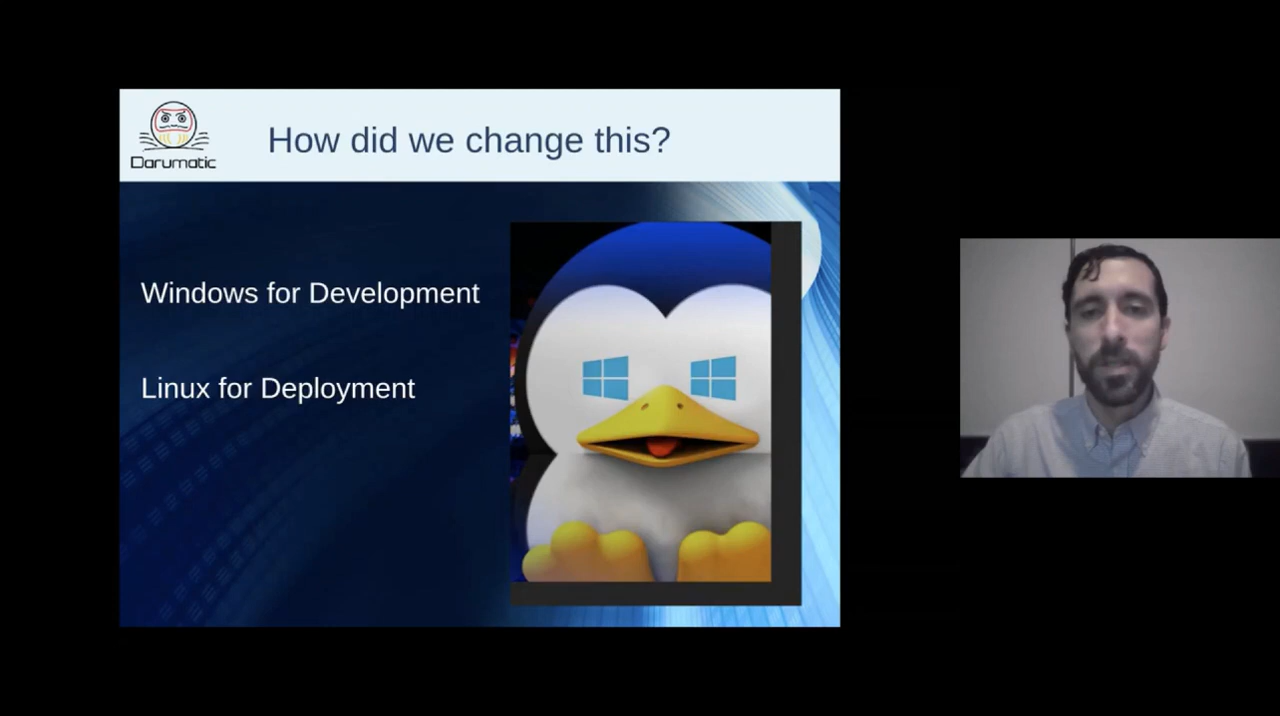 Darumatic
How did we change this?
Windows for Development
Linux for Deployment